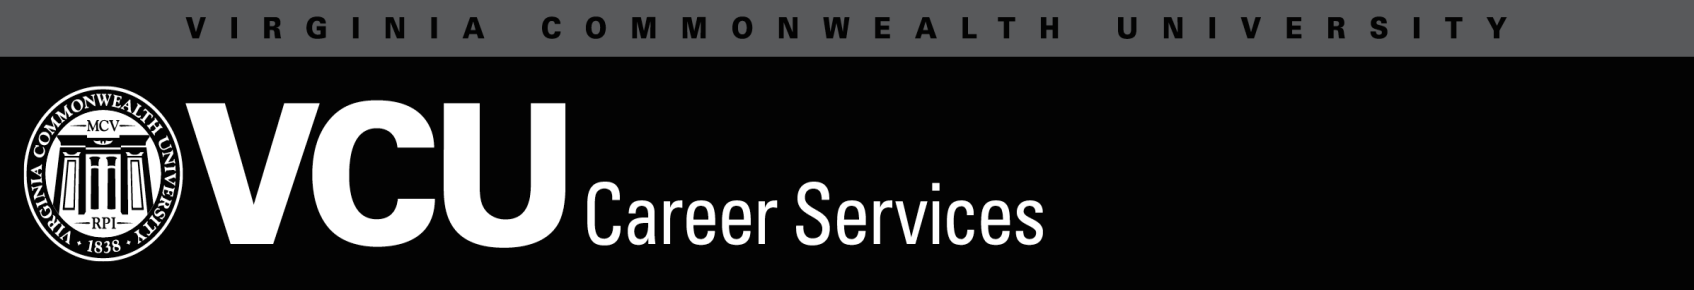 VIRGINIA COMMONWEALTH UNIVERSITY
VIRGINIA COMMONWEALTH UNIVERSITY
MCV
RPI
· 1838 ·
VCU Career Services